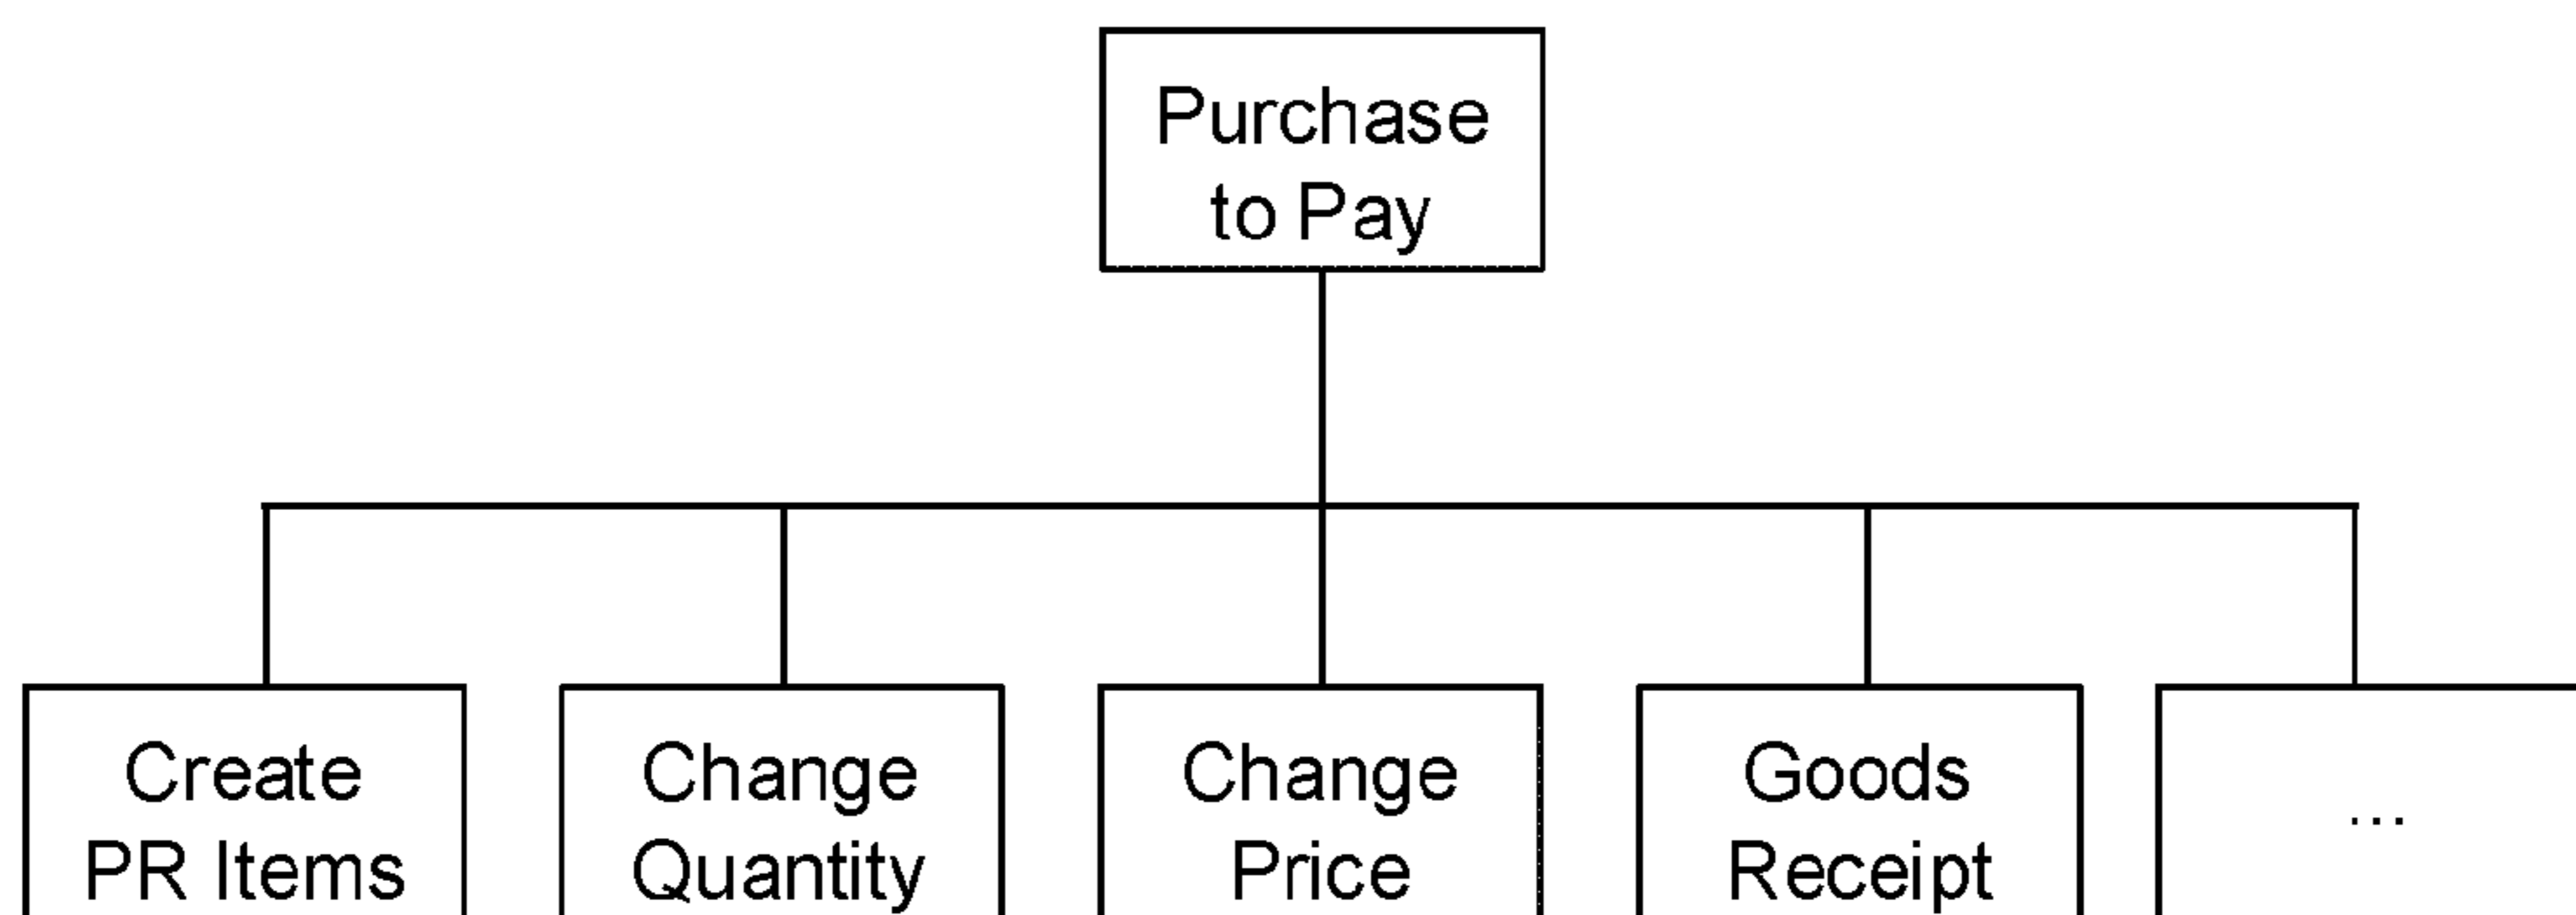 Purchase
to Pay
Create
PR Items
Change
Quantity
Change
Price
Goods
Receipt
...